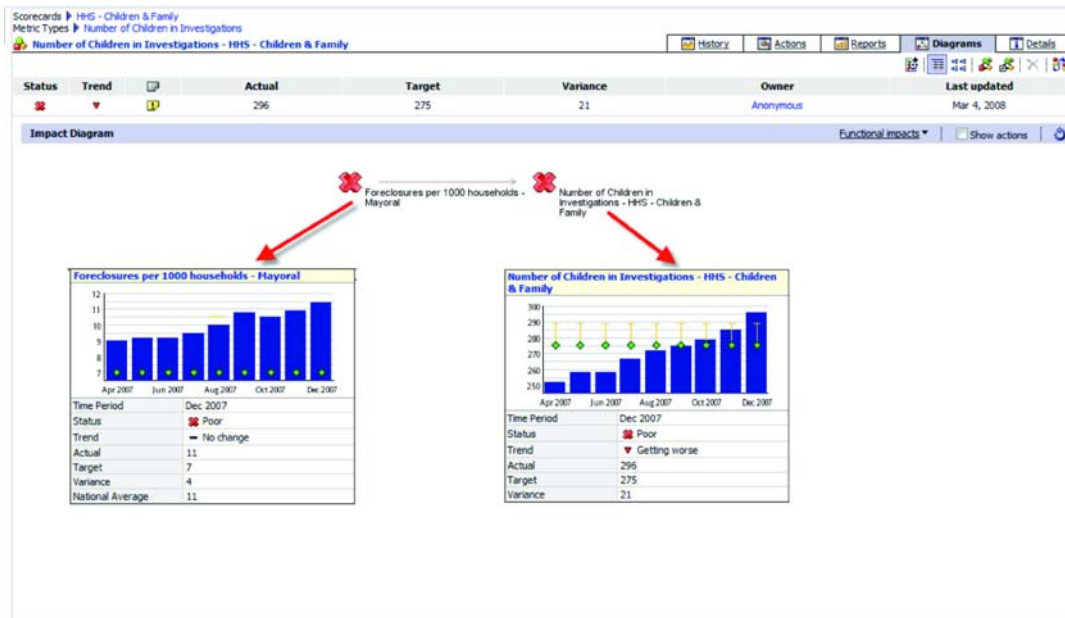 Scorecards HHS - Children & Family
Metric Types Number of Children in Investigations
Number of Children in Investigations - HHS - Children & Family
History Actions Reports Diagrams Details
Status Trend Actual Target Variance Owner Last updated
296 275 21 Anonymous Mar 4, 2008
Impact Diagram Functional impacts Show actions
Foreclosures per 1000 households -
Mayoral
Number of Children in
Investigations - HHS - Children &
Family
Foreclosures per 1000 households - Mayoral
12
11
10
9
8
7
Apr 2007 Jun 2007 Aug 2007 Oct 2007 Dec 2007
Time Period Dec 2007
Status Poor
Trend No change
Actual 11
Target 7
Variance 4
National Average 11
Number of Children in Investigations - HHS - Children
& Family
300
290
280
270
260
250
Apr 2007 Jun 2007 Aug 2007 Oct 2007 Dec 2007
Time Period Dec 2007
Status Poor
Trend Getting worse
Actual 296
Target 275
Variance 21